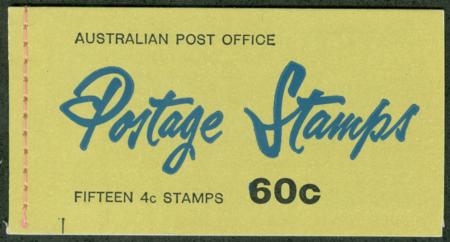 AUSTRALIAN POST OFFICE
Postage Stamps
FIFTEEN 4c STAMPS 60c